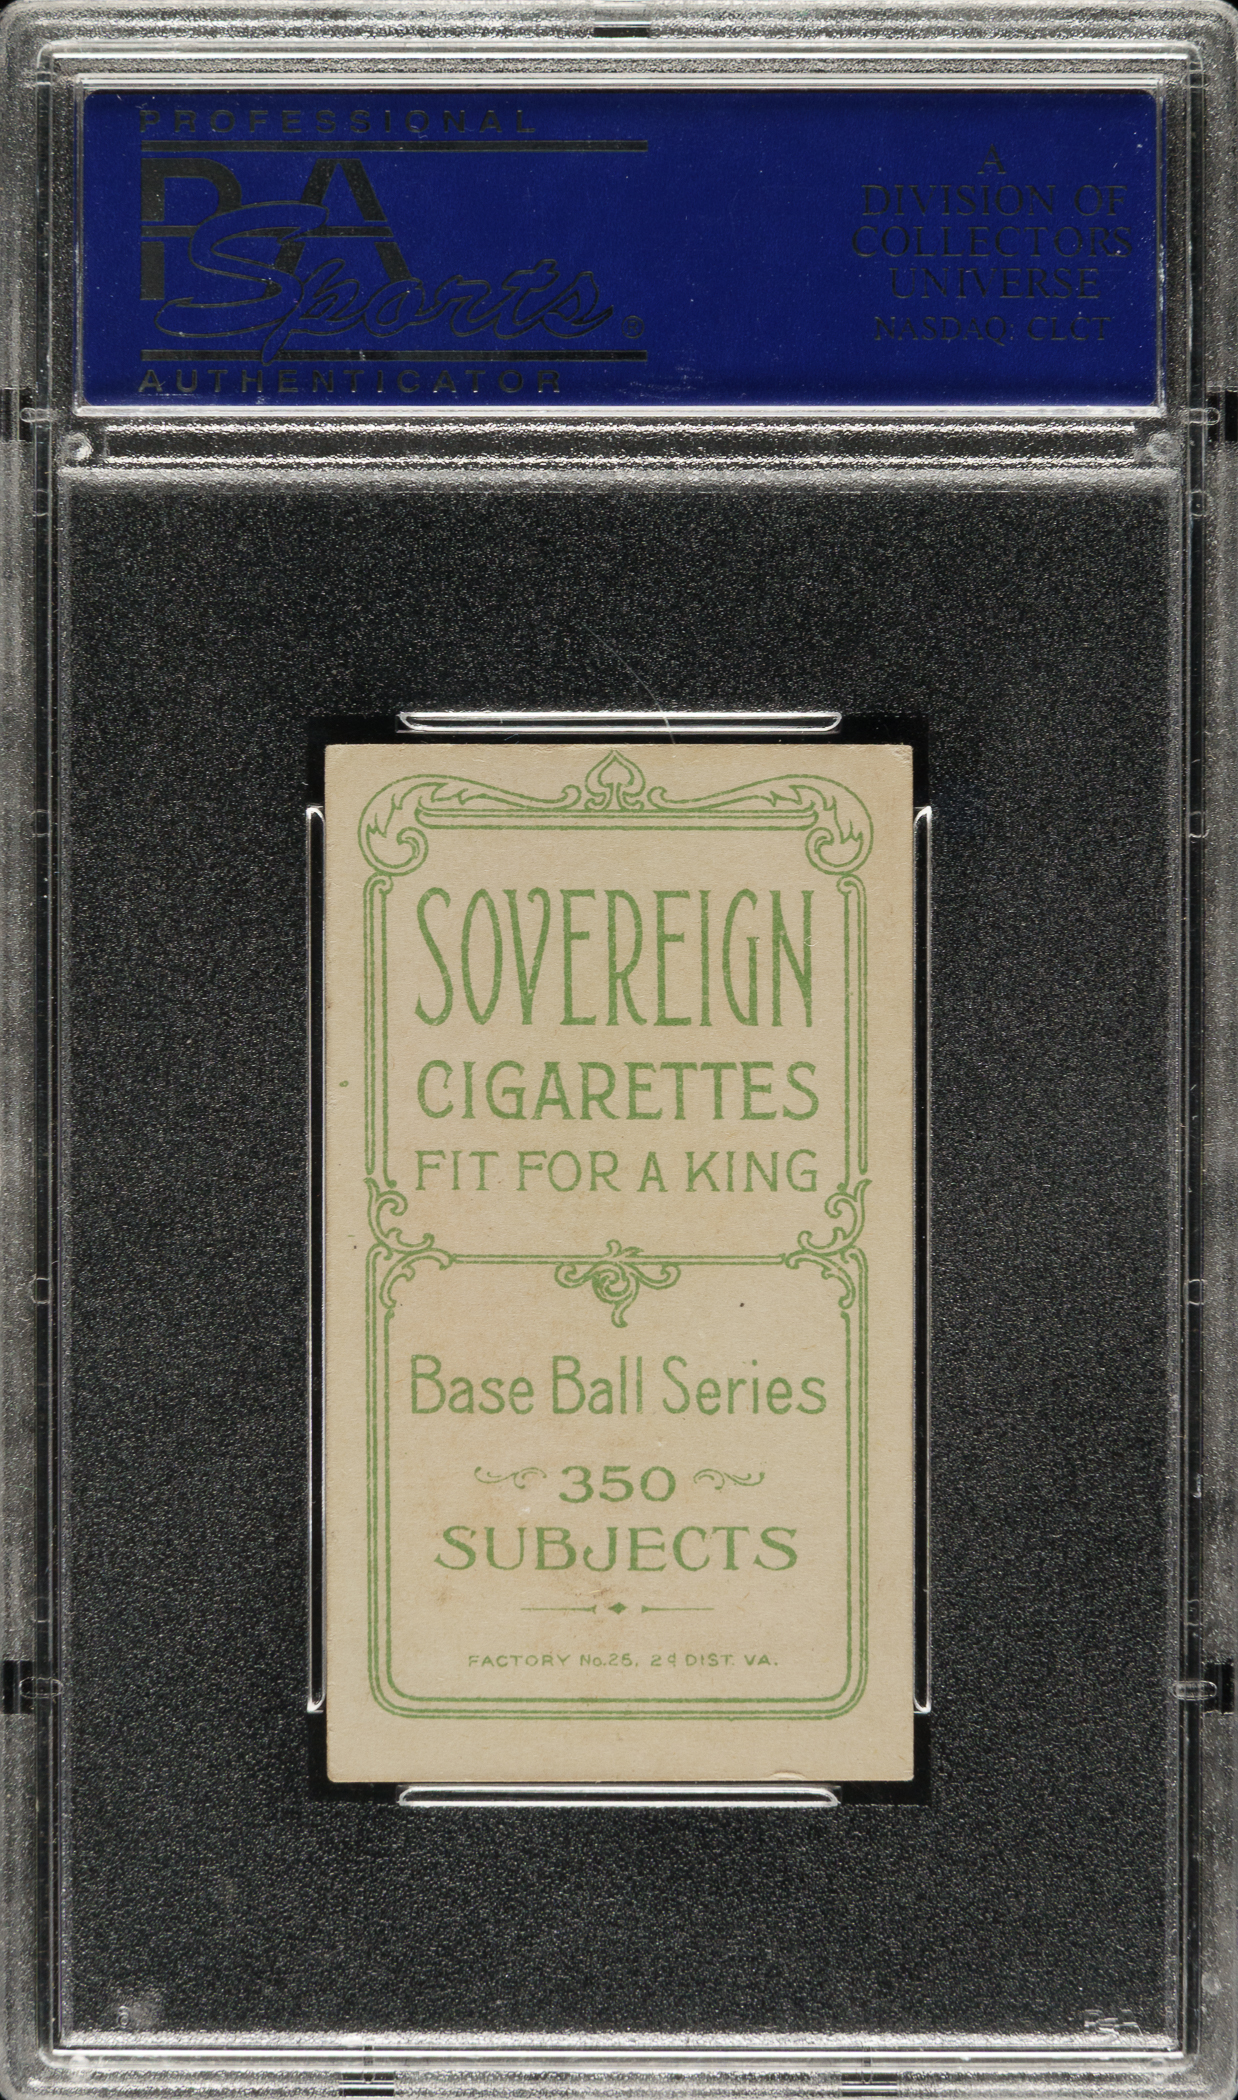 PROFESSIONAL
PSA
Sports®
AUTHENTICATOR
A
DIVISION OF
COLLECTORS
UNIVERSE
NASDAQ: CLCT
SOVEREIGN
CIGARETTES
FIT FOR A KING
Base Ball Series
350
SUBJECTS
FACTORY No.25, 2d DIST. VA.
PSA